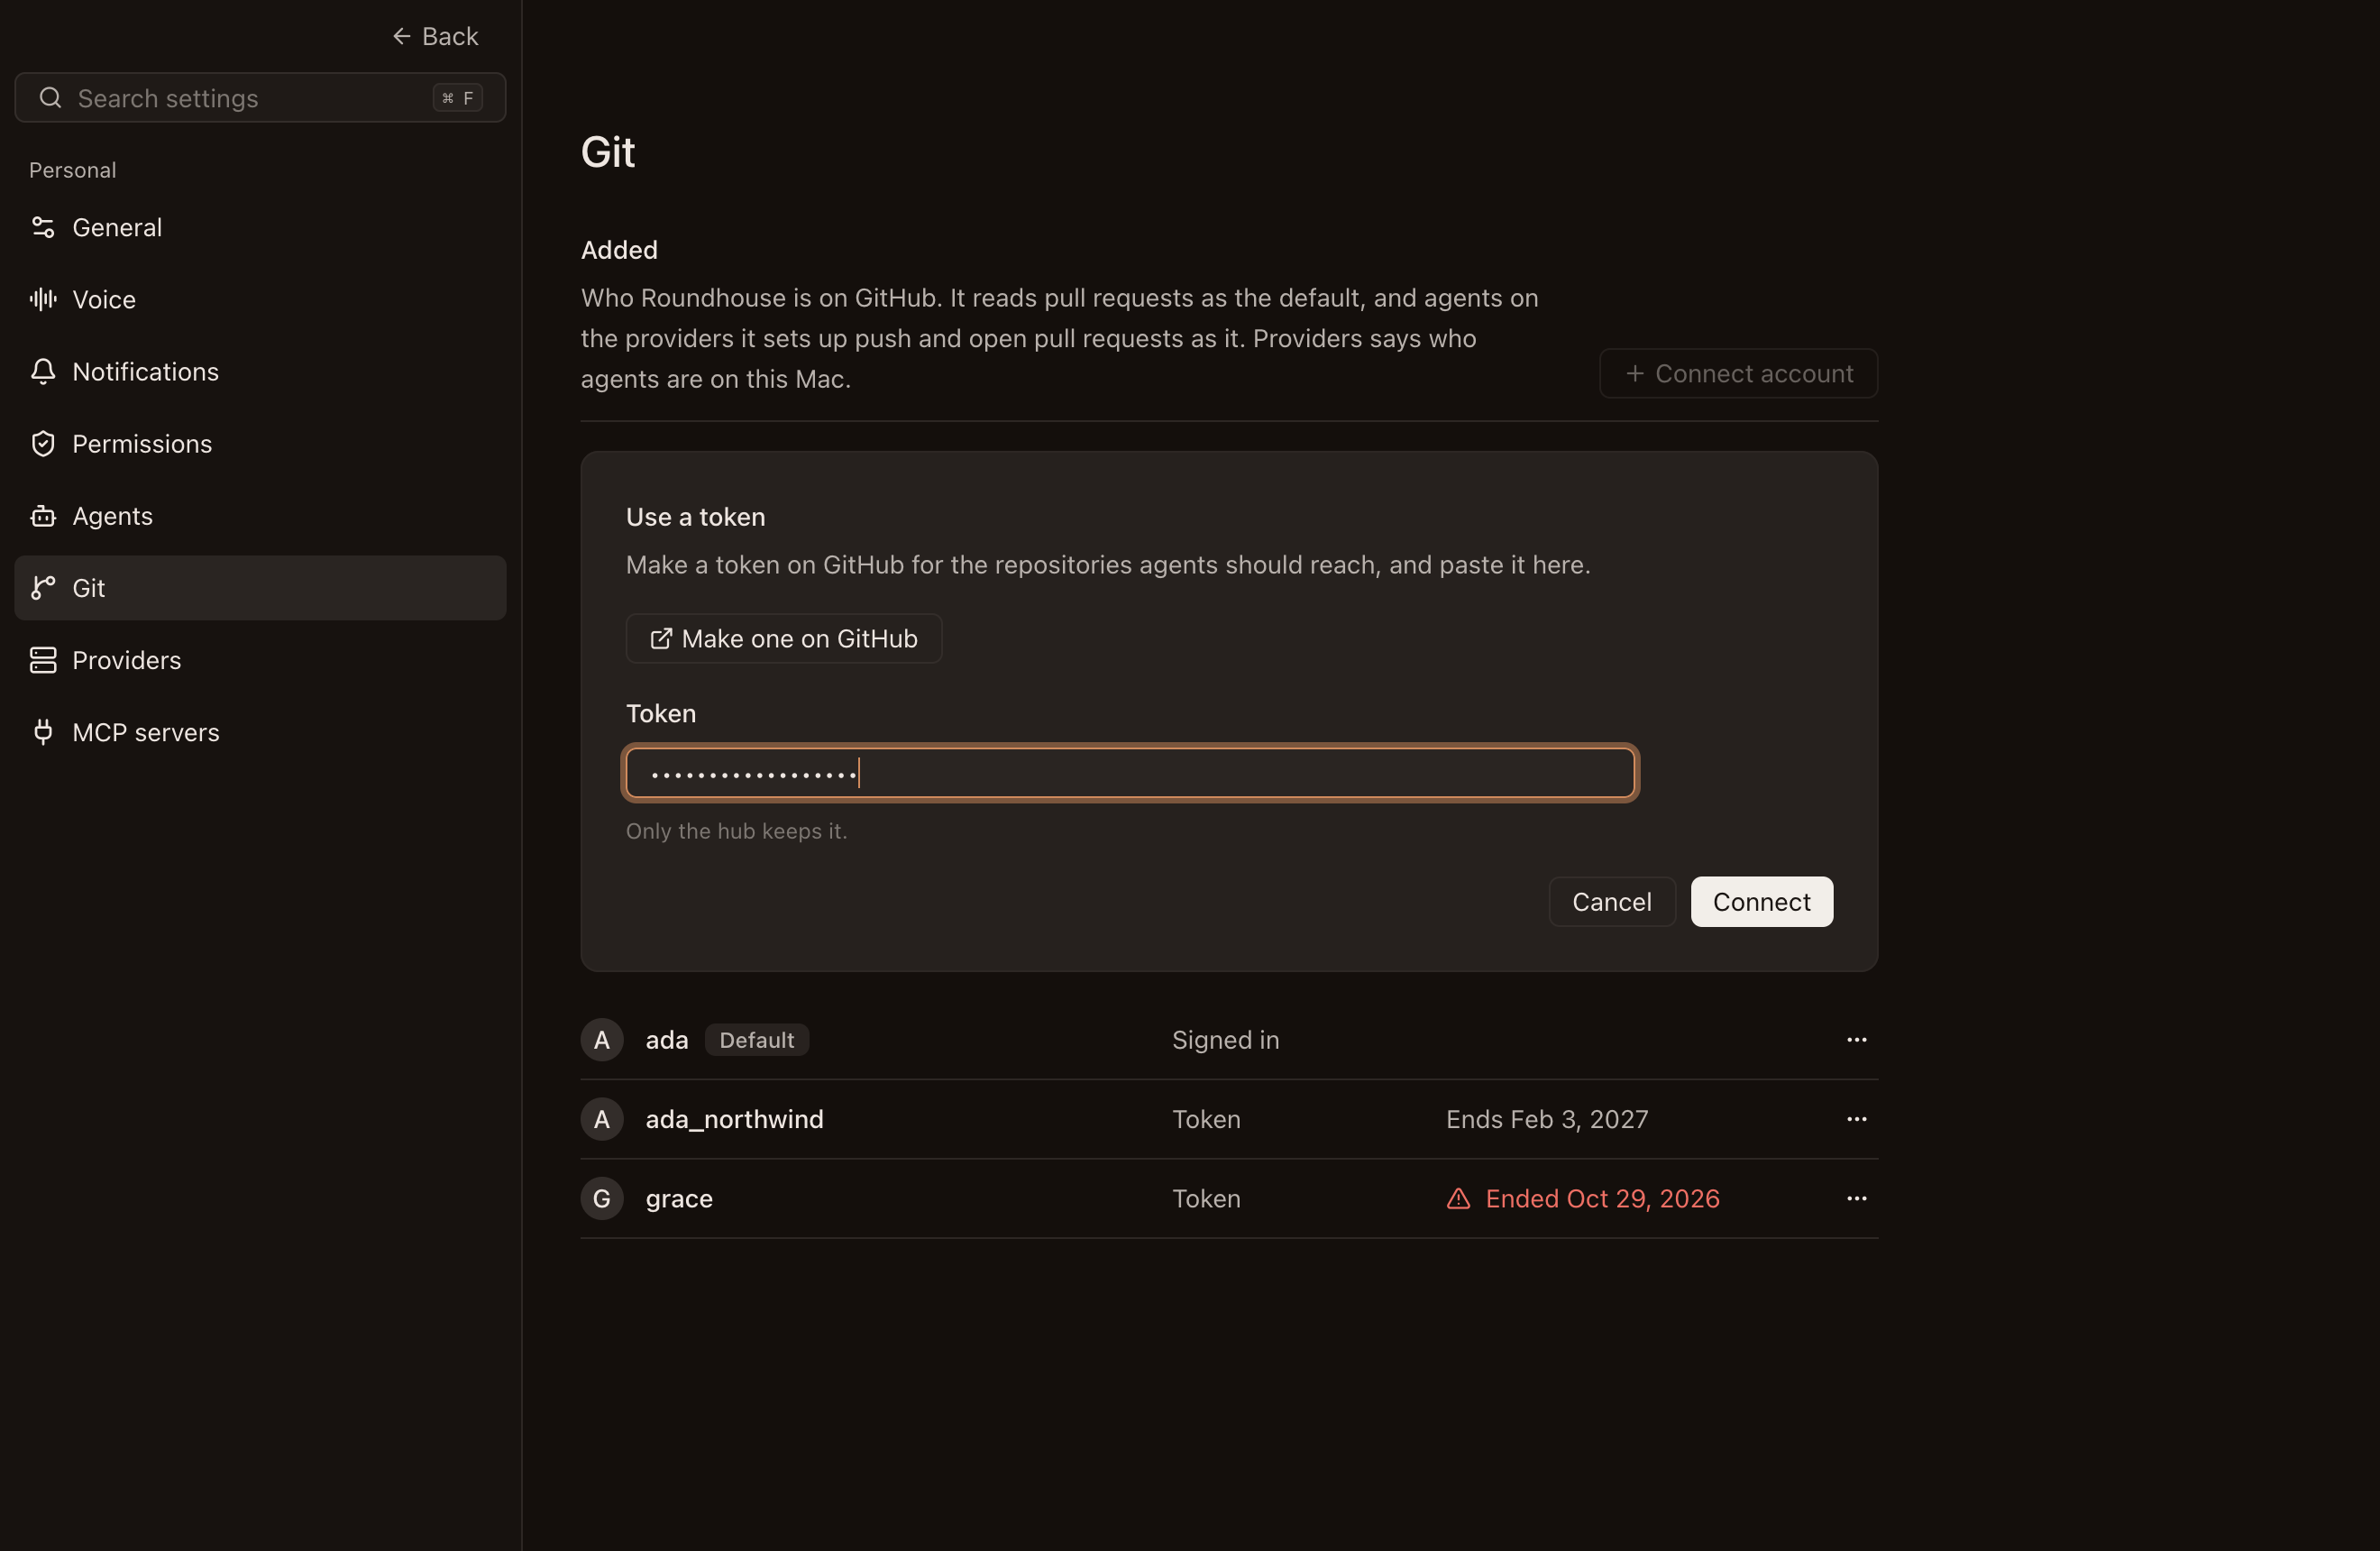 Back
Search settings
⌘ F
Personal
General
Voice
Notifications
Permissions
Agents
Git
Providers
MCP servers
Git
Added
Who Roundhouse is on GitHub. It reads pull requests as the default, and agents on
the providers it sets up push and open pull requests as it. Providers says who
agents are on this Mac.
Connect account
Use a token
Make a token on GitHub for the repositories agents should reach, and paste it here.
Make one on GitHub
Token
Only the hub keeps it.
Cancel
Connect
A ada Default Signed in
A ada_northwind Token Ends Feb 3, 2027
G grace Token Ended Oct 29, 2026